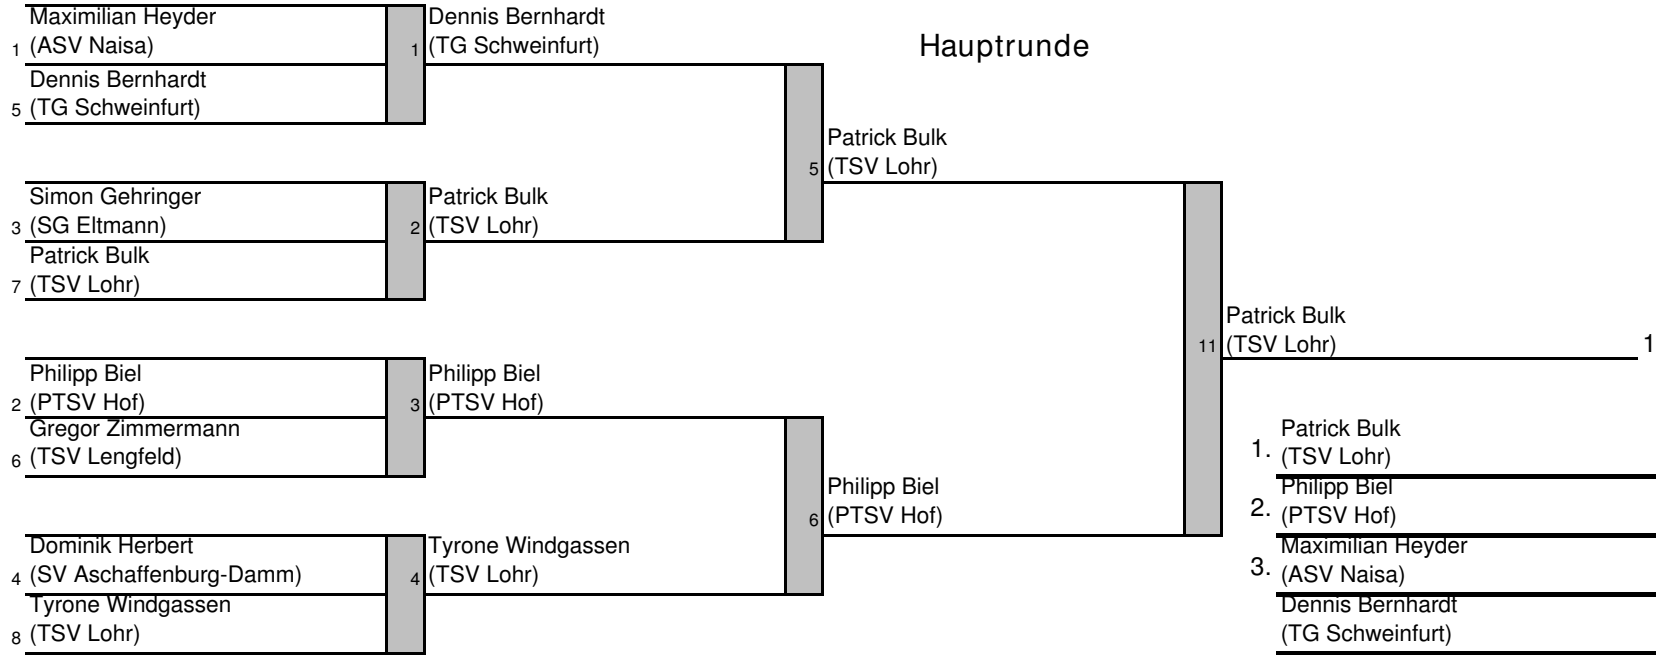 Hauptrunde
Maximilian Heyder
1 (ASV Naisa)
Dennis Bernhardt
5 (TG Schweinfurt)
1
Dennis Bernhardt
(TG Schweinfurt)
Simon Gehringer
3 (SG Eltmann)
Patrick Bulk
7 (TSV Lohr)
2
Patrick Bulk
(TSV Lohr)
Philipp Biel
2 (PTSV Hof)
Gregor Zimmermann
6 (TSV Lengfeld)
3
Philipp Biel
(PTSV Hof)
Dominik Herbert
4 (SV Aschaffenburg-Damm)
Tyrone Windgassen
8 (TSV Lohr)
4
Tyrone Windgassen
(TSV Lohr)
5
Patrick Bulk
(TSV Lohr)
6
Philipp Biel
(PTSV Hof)
11
Patrick Bulk
(TSV Lohr)
1
1. Patrick Bulk
(TSV Lohr)
2. Philipp Biel
(PTSV Hof)
3. Maximilian Heyder
(ASV Naisa)
Dennis Bernhardt
(TG Schweinfurt)